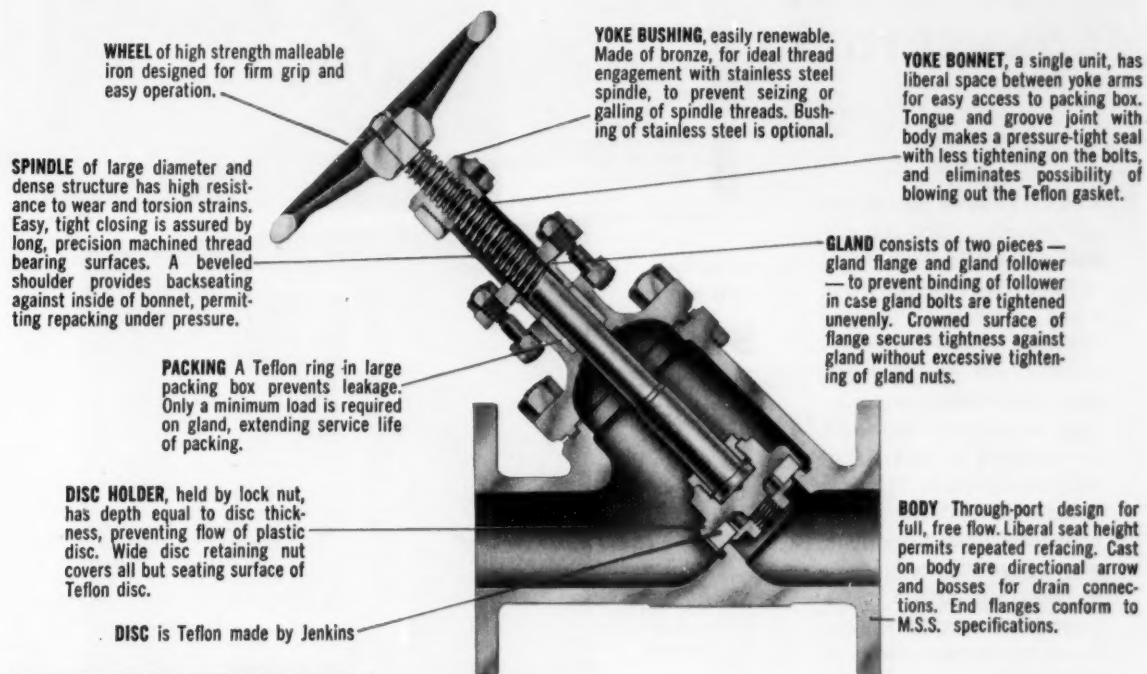 WHEEL of high strength malleable
iron designed for firm grip and
easy operation.
YOKE BUSHING, easily renewable.
Made of bronze, for ideal thread
engagement with stainless steel
spindle, to prevent seizing or
galling of spindle threads. Bush-
ing of stainless steel is optional.
YOKE BONNET, a single unit, has
liberal space between yoke arms
for easy access to packing box.
Tongue and groove joint with
body makes a pressure-tight seal
with less tightening on the bolts,
and eliminates possibility of
blowing out the Teflon gasket.
SPINDLE of large diameter and
dense structure has high resist-
ance to wear and torsion strains.
Easy, tight closing is assured by
long, precision machined thread
bearing surfaces. A beveled
shoulder provides backseating
against inside of bonnet, permit-
ting repacking under pressure.
GLAND consists of two pieces —
gland flange and gland follower
— to prevent binding of follower
in case gland bolts are tightened
unevenly. Crowned surface of
flange secures tightness against
gland without excessive tighten-
ing of gland nuts.
PACKING A Teflon ring in large
packing box prevents leakage.
Only a minimum load is required
on gland, extending service life
of packing.
DISC HOLDER, held by lock nut,
has depth equal to disc thick-
ness, preventing flow of plastic
disc. Wide disc retaining nut
covers all but seating surface of
Teflon disc.
BODY Through-port design for
full, free flow. Liberal seat height
permits repeated refacing. Cast
on body are directional arrow
and bosses for drain connec-
tions. End flanges conform to
M.S.S. specifications.
DISC is Teflon made by Jenkins